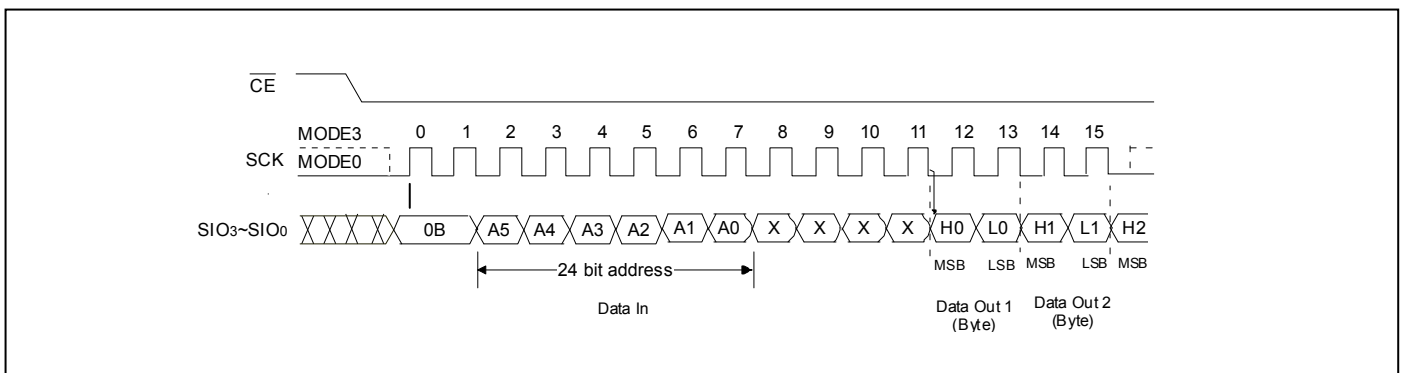 CE
MODE3 0 1 2 3 4 5 6 7 8 9 10 11 12 13 14 15
SCK MODE0
SIO3~SIO0 0B A5 A4 A3 A2 A1 A0 X X X X H0 L0 H1 L1 H2
24 bit address MSB LSB MSB LSB MSB
Data In Data Out 1 Data Out 2
(Byte) (Byte)